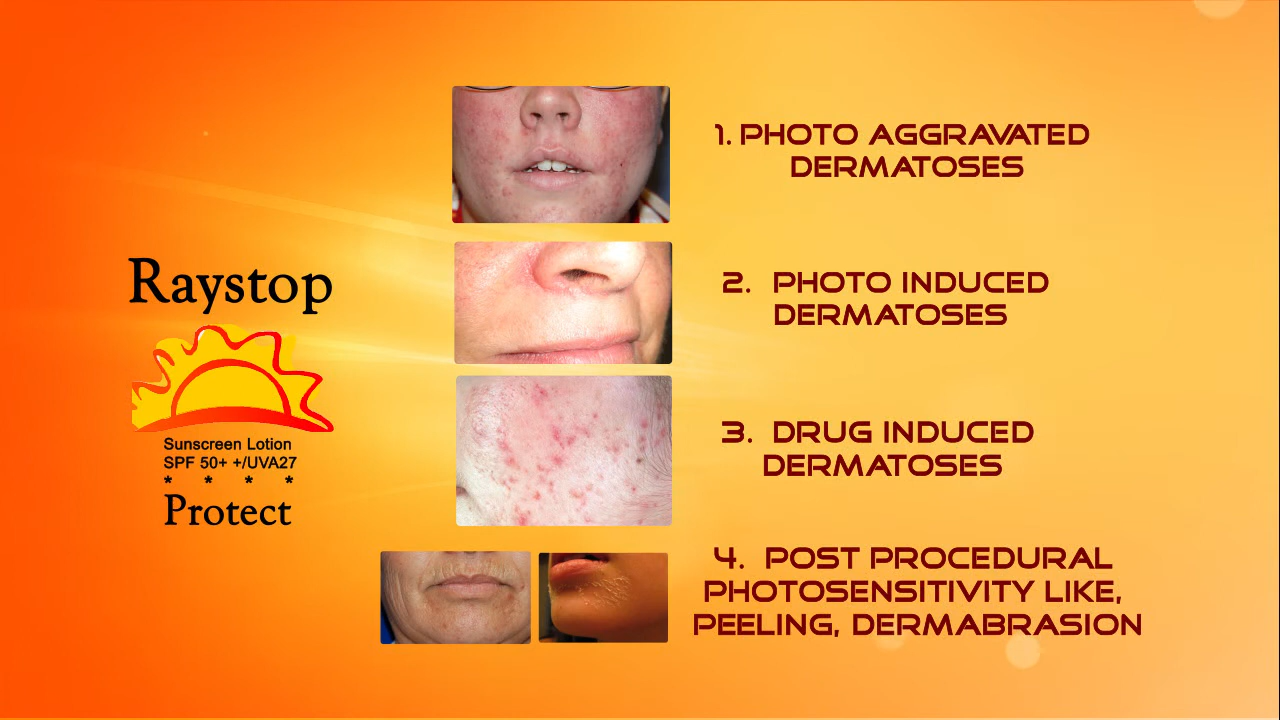 Raystop
Sunscreen Lotion
SPF 50+ +/UVA27
* * * *
Protect
1. PHOTO AGGRAVATED
DERMATOSES
2. PHOTO INDUCED
DERMATOSES
3. DRUG INDUCED
DERMATOSES
4. POST PROCEDURAL
PHOTOSENSITIVITY LIKE,
PEELING, DERMABRASION